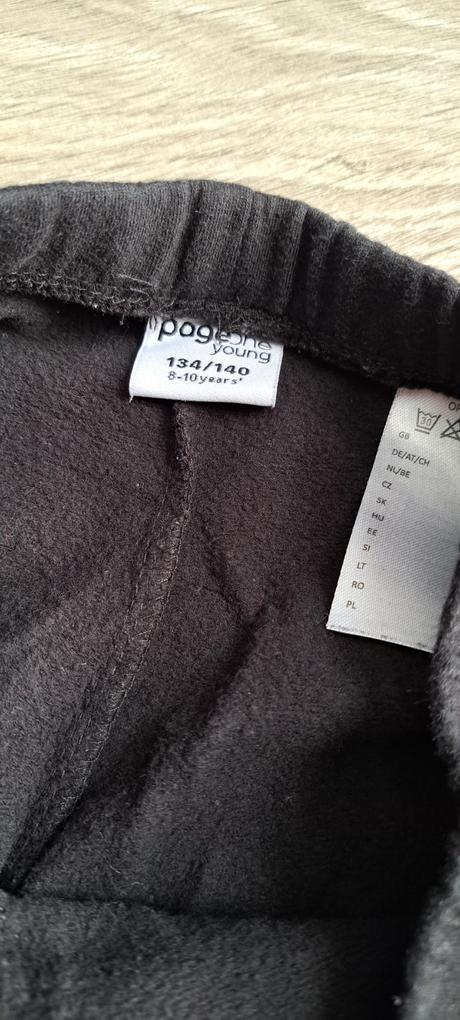 pageone
young
134/140
8-10years'
30
GB
DE/AT/CH
NL/BE
CZ
SK
HU
EE
SI
LT
RO
PL